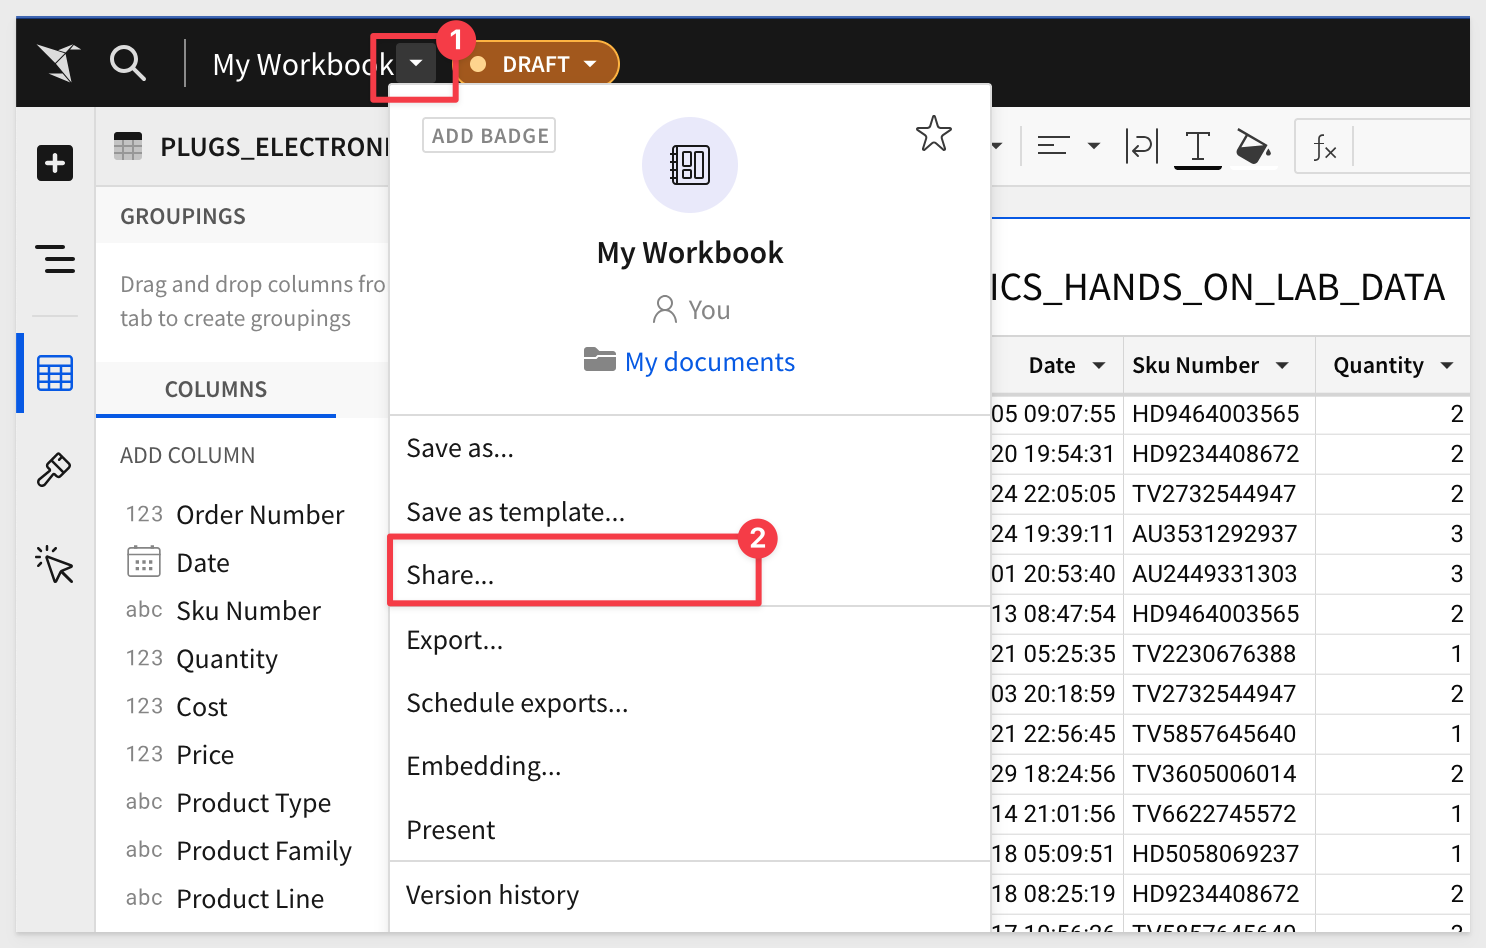 My Workbook
1
DRAFT
PLUGS_ELECTRONI
ADD BADGE
fx
GROUPINGS
My Workbook
Drag and drop columns fro
tab to create groupings
You
My documents
ICS_HANDS_ON_LAB_DATA
COLUMNS
Date Sku Number Quantity
ADD COLUMN
123 Order Number
Date
abc Sku Number
123 Quantity
123 Cost
123 Price
abc Product Type
abc Product Family
abc Product Line
Save as...
Save as template...
2
Share...
Export...
Schedule exports...
Embedding...
Present
Version history
05 09:07:55 HD9464003565 2
20 19:54:31 HD9234408672 2
24 22:05:05 TV2732544947 2
24 19:39:11 AU3531292937 3
01 20:53:40 AU2449331303 3
13 08:47:54 HD9464003565 2
21 05:25:35 TV2230676388 1
03 20:18:59 TV2732544947 2
21 22:56:45 TV5857645640 1
29 18:24:56 TV3605006014 2
14 21:01:56 TV6622745572 1
18 05:09:51 HD5058069237 1
18 08:25:19 HD9234408672 2